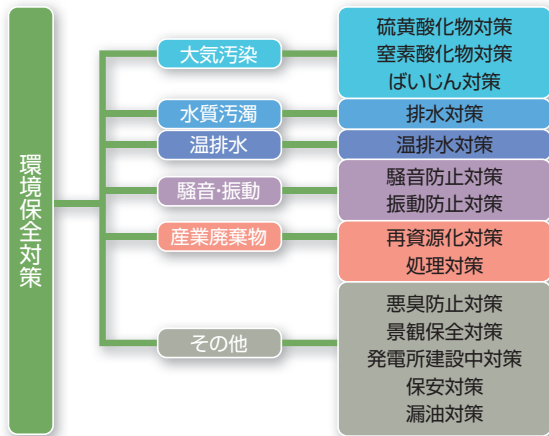 環境保全対策
大気汚染
硫黄酸化物対策
窒素酸化物対策
ばいじん対策
水質汚濁
排水対策
温排水
温排水対策
騒音・振動
騒音防止対策
振動防止対策
産業廃棄物
再資源化対策
処理対策
その他
悪臭防止対策
景観保全対策
発電所建設中対策
保安対策
漏油対策